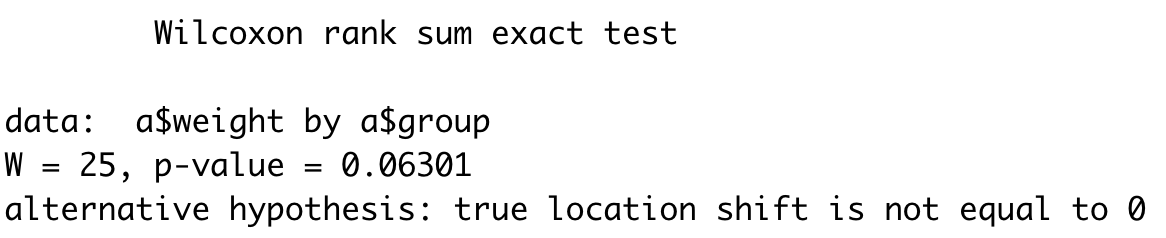 Wilcoxon rank sum exact test
data:  a$weight by a$group
W = 25, p-value = 0.06301
alternative hypothesis: true location shift is not equal to 0